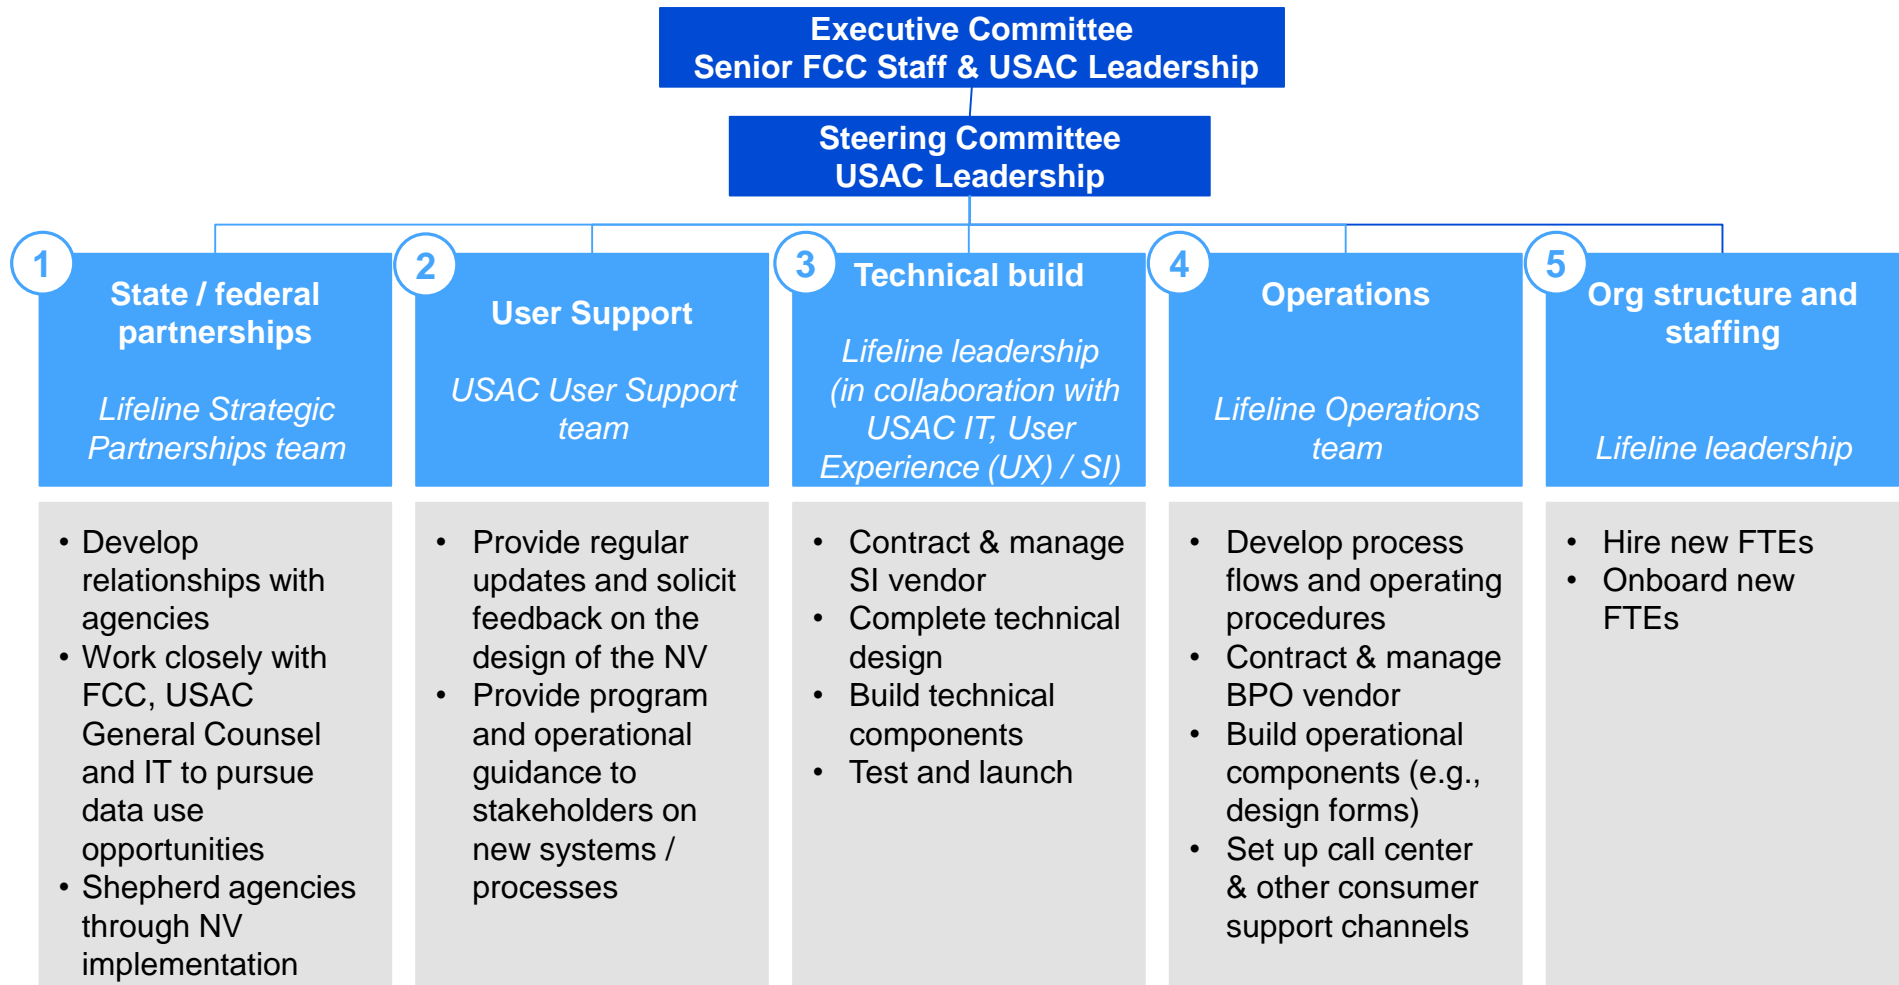 Executive Committee
Senior FCC Staff & USAC Leadership
Steering Committee
USAC Leadership
1
State / federal
partnerships
Lifeline Strategic
Partnerships team
• Develop
relationships with
agencies
• Work closely with
FCC, USAC
General Counsel
and IT to pursue
data use
opportunities
• Shepherd agencies
through NV
implementation
2
User Support
USAC User Support
team
• Provide regular
updates and solicit
feedback on the
design of the NV
• Provide program
and operational
guidance to
stakeholders on
new systems /
processes
3
Technical build
Lifeline leadership
(in collaboration with
USAC IT, User
Experience (UX) / SI)
• Contract & manage
SI vendor
• Complete technical
design
• Build technical
components
• Test and launch
4
Operations
Lifeline Operations
team
• Develop process
flows and operating
procedures
• Contract & manage
BPO vendor
• Build operational
components (e.g.,
design forms)
• Set up call center
& other consumer
support channels
5
Org structure and
staffing
Lifeline leadership
• Hire new FTEs
• Onboard new
FTEs